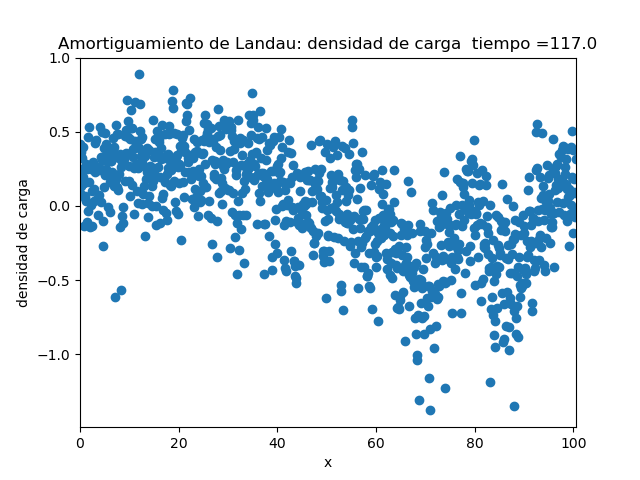 Amortiguamiento de Landau: densidad de carga  tiempo =117.0
1.0
0.5
0.0
−0.5
−1.0
densidad de carga
0 20 40 60 80 100
x